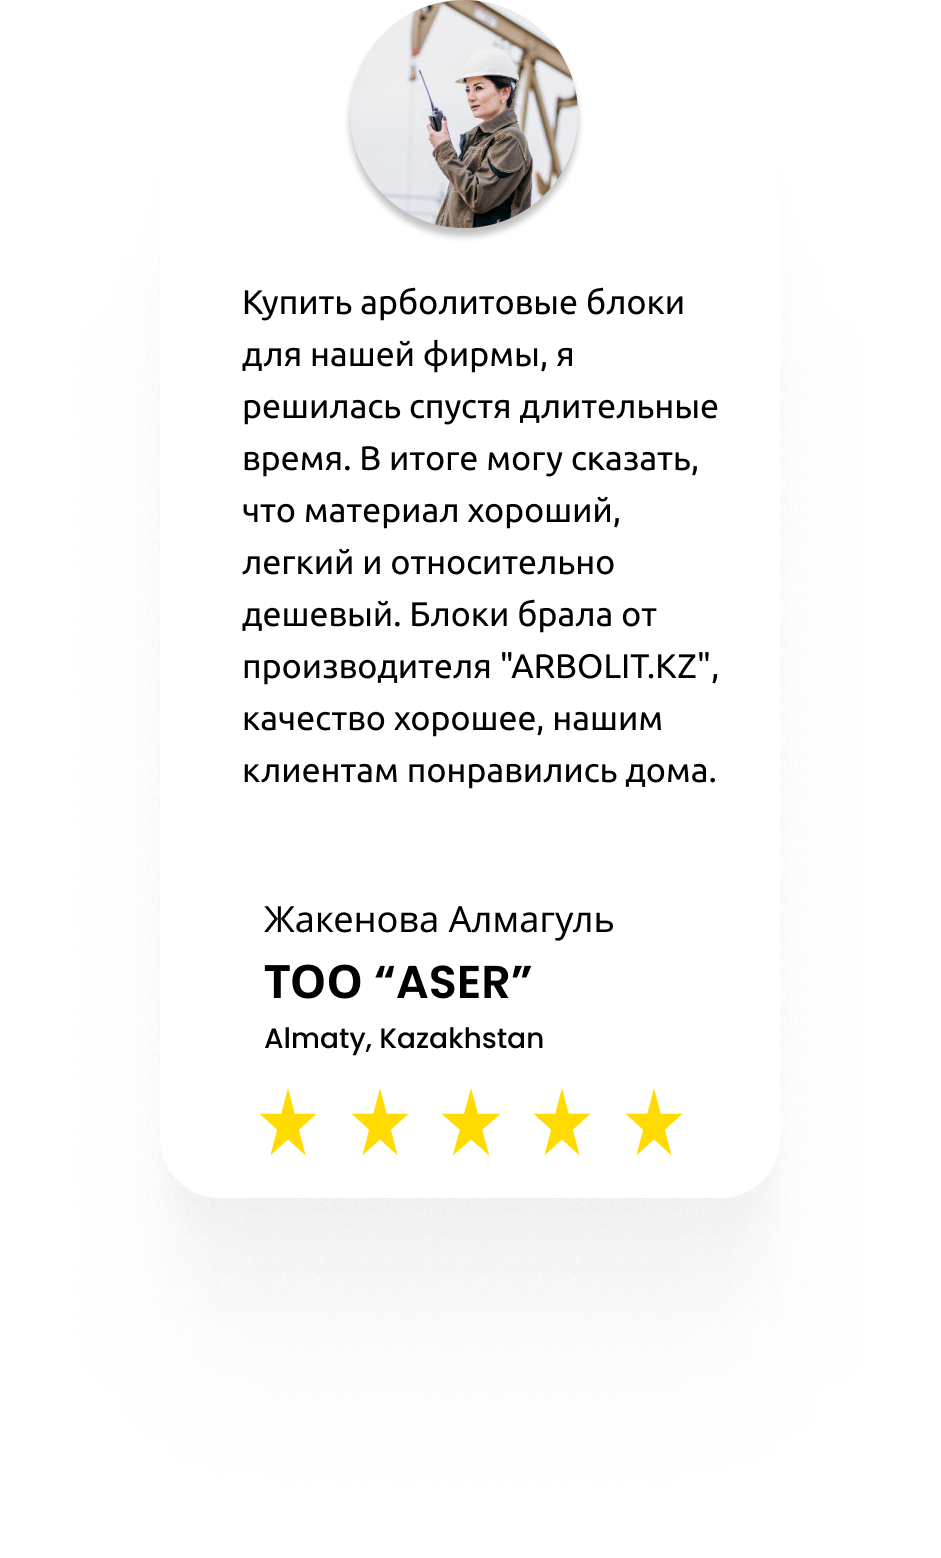 Купить арболитовые блоки
для нашей фирмы, я
решилась спустя длительные
время. В итоге могу сказать,
что материал хороший,
легкий и относительно
дешевый. Блоки брала от
производителя "ARBOLIT.KZ",
качество хорошее, нашим
клиентам понравились дома.
Жакенова Алмагуль
ТОО “ASER”
Almaty, Kazakhstan